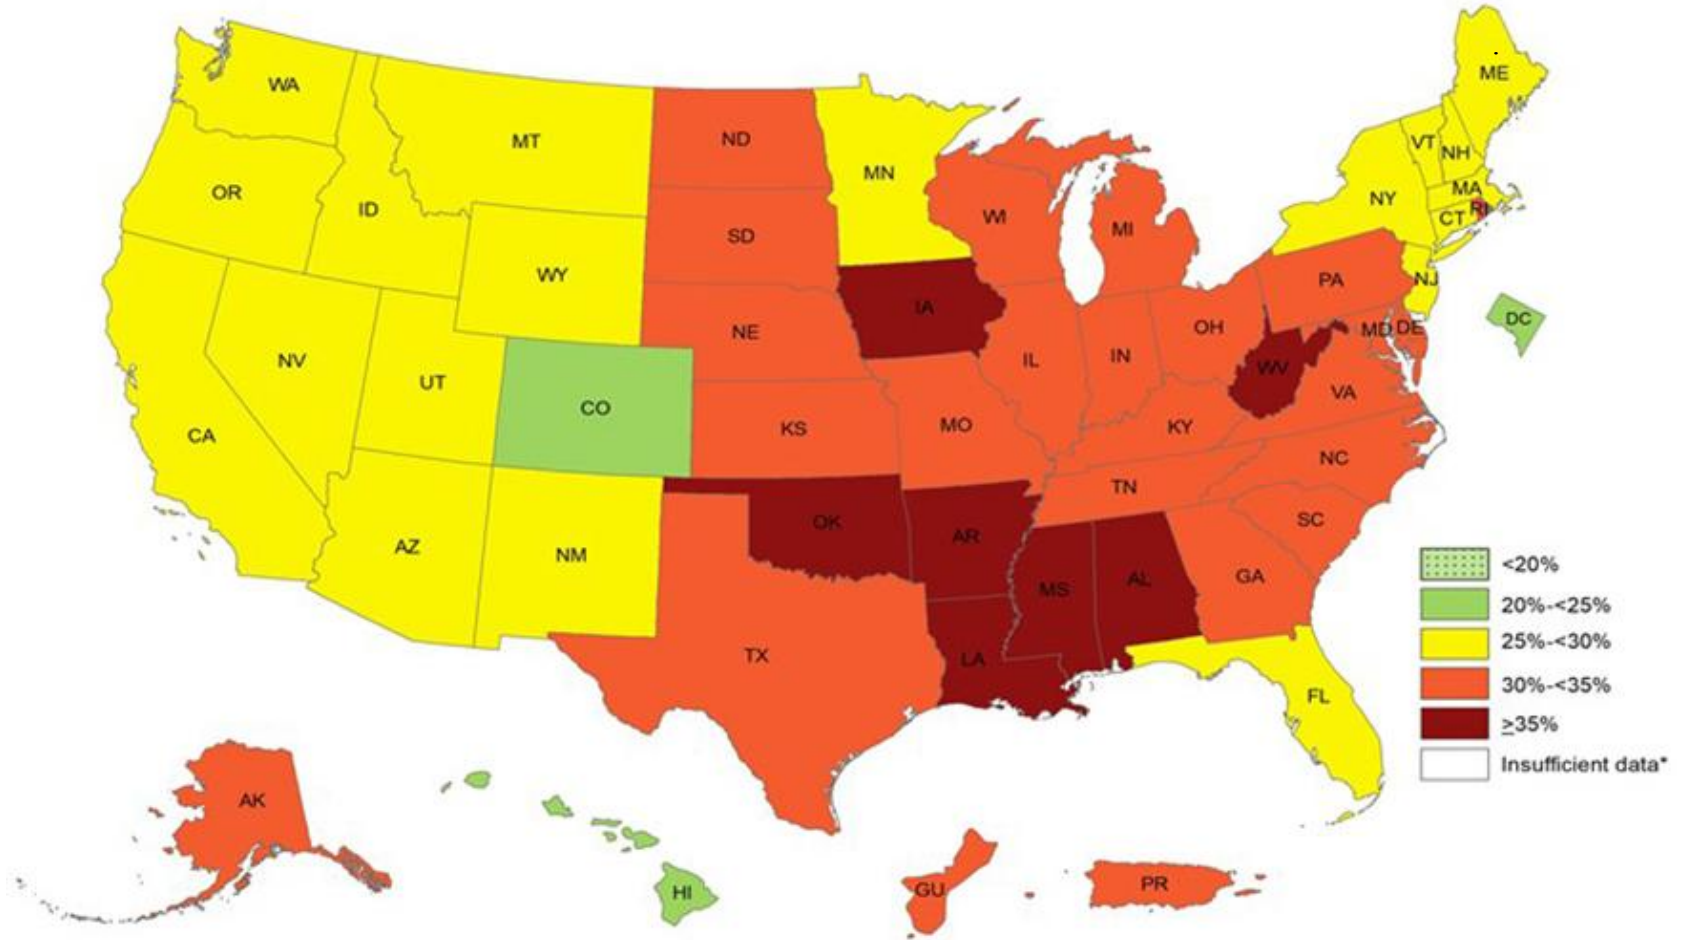 WA
MT
ND
MN
ME
VT
NH
OR
ID
SD
WI
MI
NY
MA
CT
RI
WY
NE
IA
PA
NJ
NV
UT
CO
IL
IN
OH
MD
DE
DC
CA
KS
MO
KY
WV
VA
AZ
NM
OK
AR
TN
NC
SC
TX
LA
MS
AL
GA
FL
<20%
20%-<25%
25%-<30%
30%-<35%
≥35%
Insufficient data*
AK
HI
GU
PR